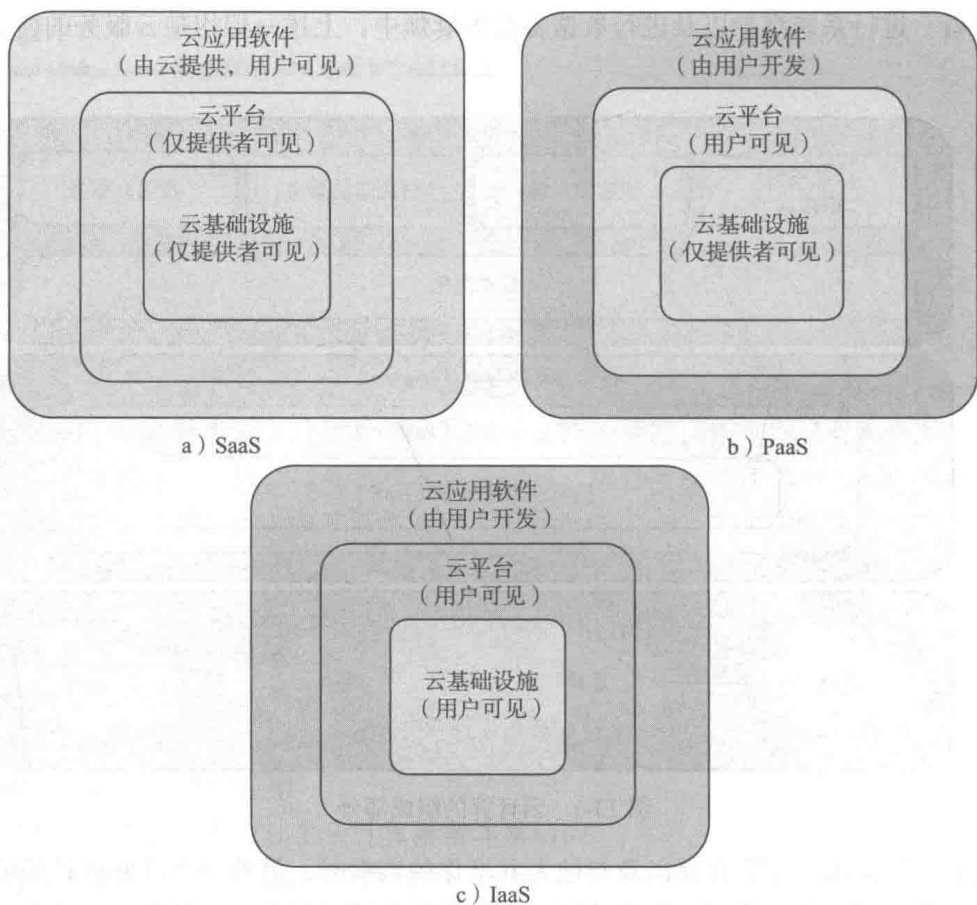 云应用软件
（由云提供，用户可见）
云平台
（仅提供者可见）
云基础设施
（仅提供者可见）
a）SaaS
云应用软件
（由用户开发）
云平台
（用户可见）
云基础设施
（仅提供者可见）
b）PaaS
云应用软件
（由用户开发）
云平台
（用户可见）
云基础设施
（用户可见）
c）IaaS